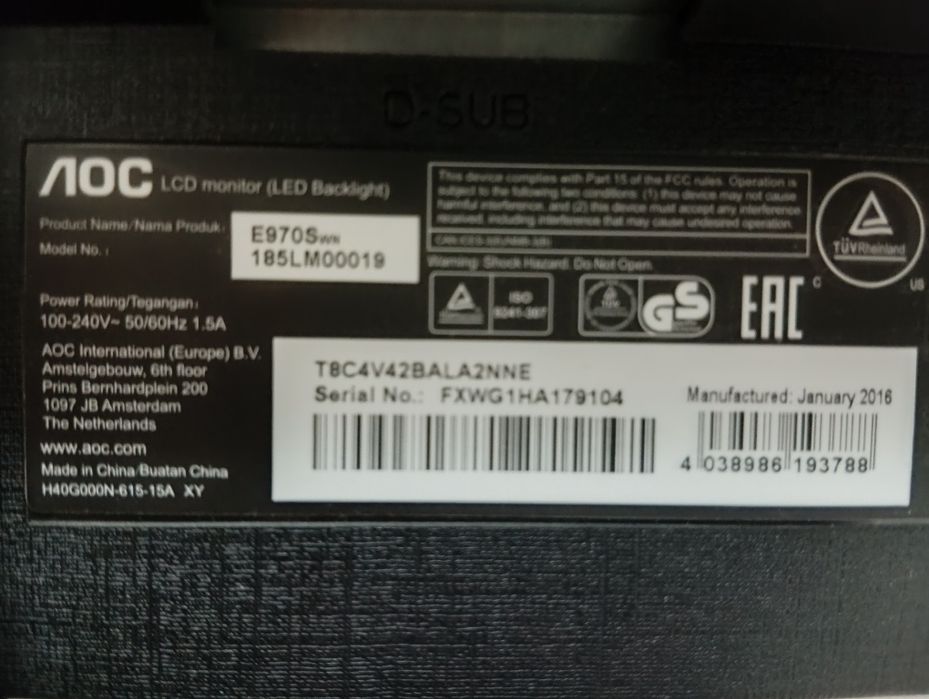 D-SUB
AOC LCD monitor (LED Backlight)
Product Name/Nama Produk: E970SWN
Model No.: 185LM00019
Power Rating/Tegangan:
100-240V~ 50/60Hz 1.5A
AOC International (Europe) B.V.
Amstelgebouw, 6th floor
Prins Bernhardplein 200
1097 JB Amsterdam
The Netherlands
www.aoc.com
Made in China/Buatan China
H40G000N-615-15A XY
This device complies with Part 15 of the FCC rules. Operation is
subject to the following two conditions: (1) this device may not cause
harmful interference, and (2) this device must accept any interference
received, including interference that may cause undesired operation.
Warning: Shock Hazard. Do Not Open.
TÜVRheinland
C US
ISO
9241-307
TÜV
GS
EAC
T8C4V42BALA2NNE
Serial No.: FXWG1HA179104
Manufactured: January 2016
4 038986 193788